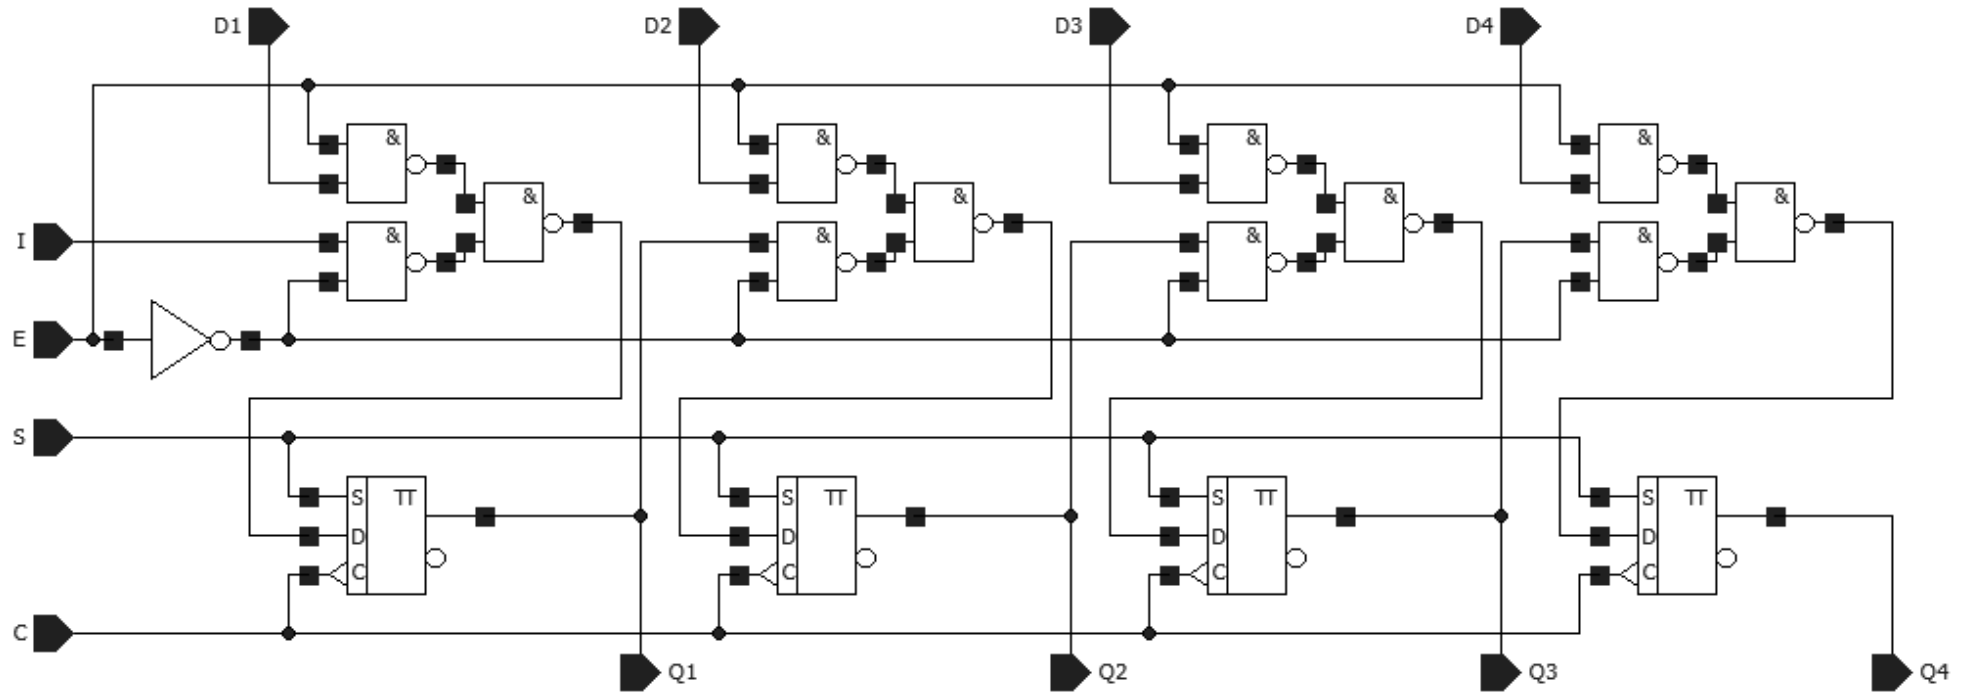 D1 D2 D3 D4
& & & &
& & & &
I & & & &
E
S
S TT S TT S TT S TT
D D D D
C C C C
C
Q1 Q2 Q3 Q4